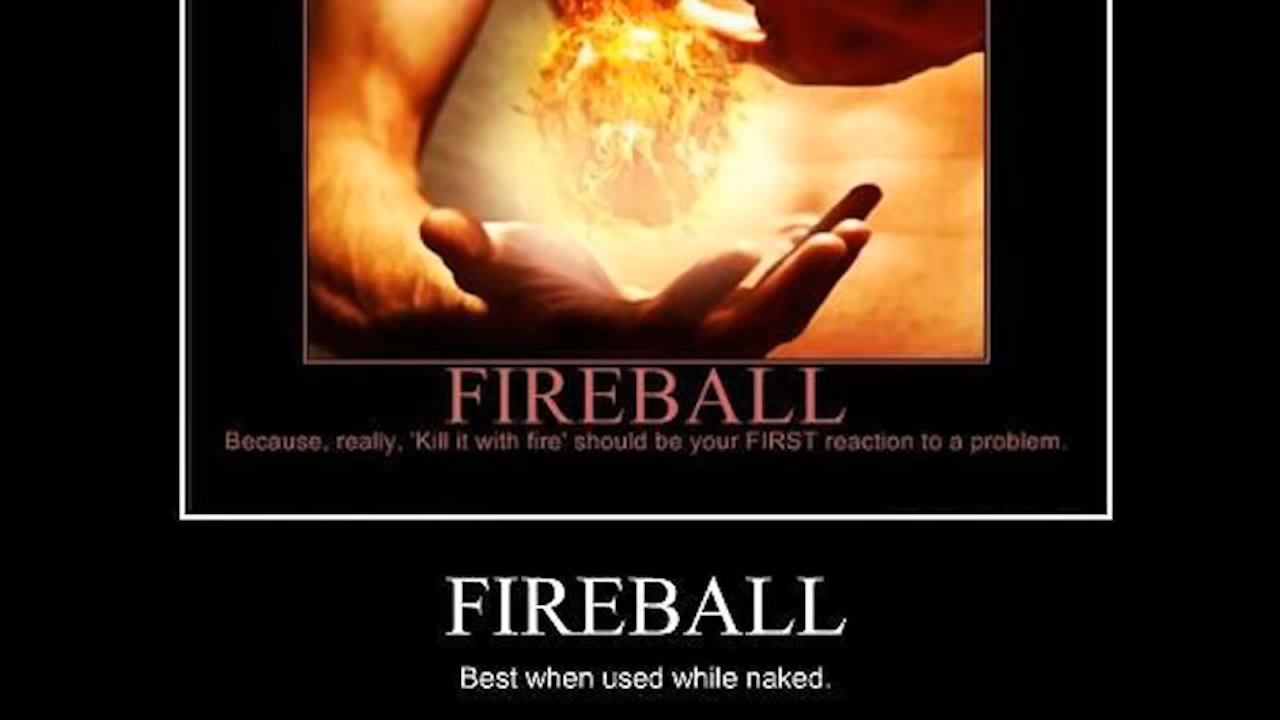 FIREBALL
Because, really, 'Kill it with fire' should be your FIRST reaction to a problem.
FIREBALL
Best when used while naked.